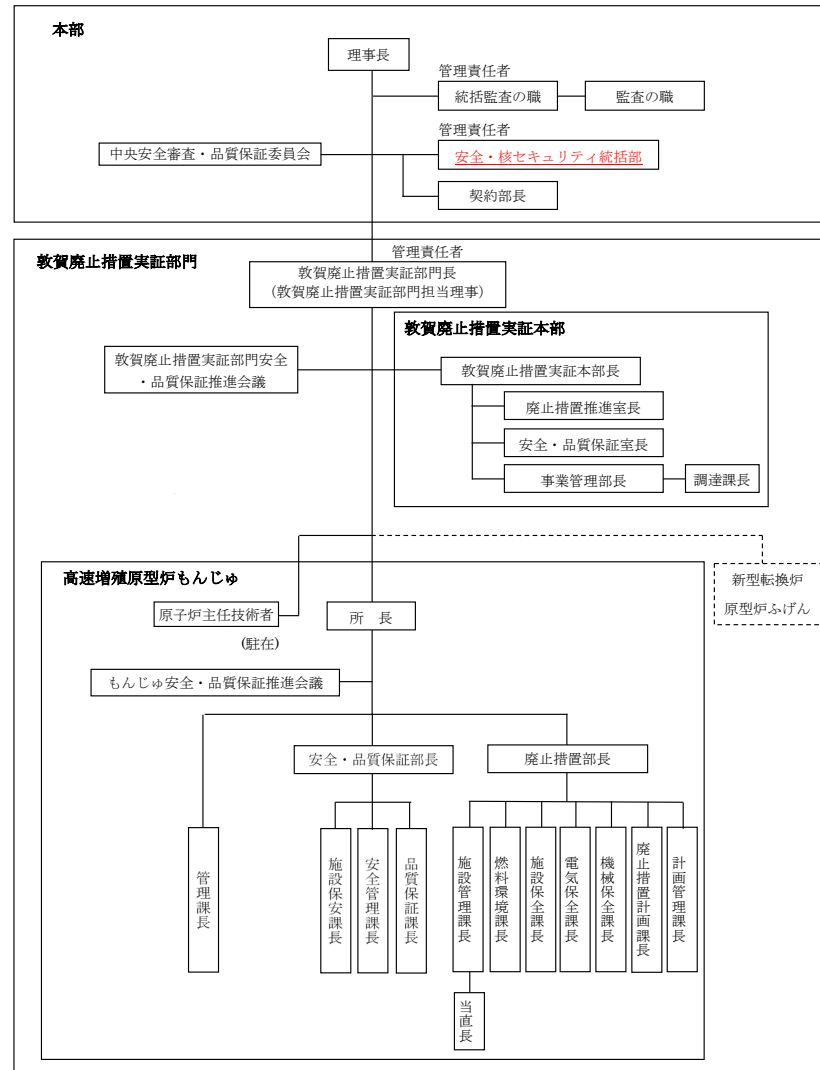 本部
理事長
管理責任者
統括監査の職
監査の職
管理責任者
中央安全審査・品質保証委員会
安全・核セキュリティ統括部
契約部長
敦賀廃止措置実証部門
管理責任者
敦賀廃止措置実証部門長
(敦賀廃止措置実証部門担当理事)
敦賀廃止措置実証本部
敦賀廃止措置実証部門安全
・品質保証推進会議
敦賀廃止措置実証本部長
廃止措置推進室長
安全・品質保証室長
事業管理部長
調達課長
高速増殖原型炉もんじゅ
新型転換炉
原型炉ふげん
原子炉主任技術者
(駐在)
所 長
もんじゅ安全・品質保証推進会議
安全・品質保証部長
廃止措置部長
管理課長
施設保安課長
安全管理課長
品質保証課長
施設管理課長
燃料環境課長
施設保全課長
電気保全課長
機械保全課長
廃止措置計画課長
計画管理課長
当直長